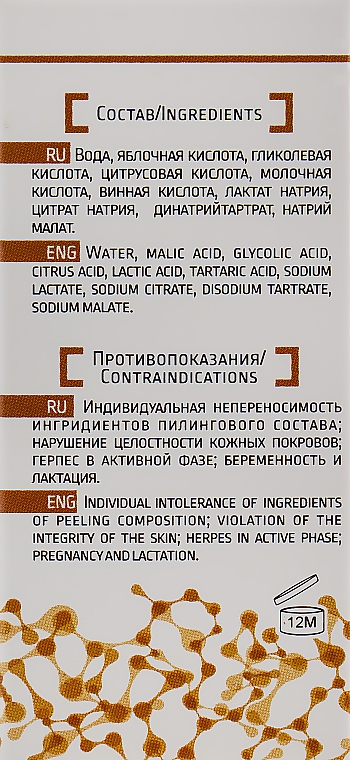 Состав/Ingredients
RU Вода, яблочная кислота, гликолевая
кислота, цитрусовая кислота, молочная
кислота, винная кислота, лактат натрия,
цитрат натрия, динатрийтартрат, натрий
малат.
ENG Water, malic acid, glycolic acid,
citrus acid, lactic acid, tartaric acid, sodium
lactate, sodium citrate, disodium tartrate,
sodium malate.
Противопоказания/
Contraindications
RU Индивидуальная непереносимость
ингридиентов пилингового состава;
нарушение целостности кожных покровов;
герпес в активной фазе; беременность и
лактация.
ENG Individual intolerance of ingredients
of peeling composition; violation of the
integrity of the skin; herpes in active phase;
pregnancy and lactation.
12M